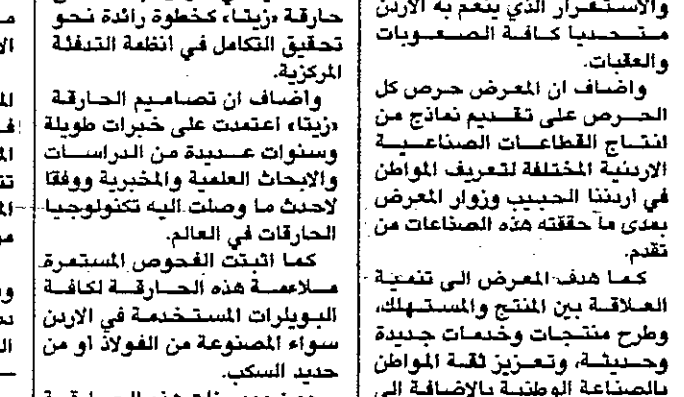 والاستقرار الذي ينعم به الاردن
متحديا كافة الصعوبات
والعقبات.
واضاف ان المعرض حرص كل
الحرص على تقديم نماذج من
انتاج القطاعات الصناعية
الاردنية المختلفة لتعريف المواطن
في اردننا الحبيب وزوار المعرض
بمدى ما حققته هذه الصناعات من
تقدم.
كما هدف المعرض الى تنمية
العلاقة بين المنتج والمستهلك،
وطرح منتجات وخدمات جديدة
وحديثة، وتعزيز ثقة المواطن
بالصناعة الوطنية بالاضافة الى
حارقة «زيتا» كخطوة رائدة نحو
تحقيق التكامل في انظمة التدفئة
المركزية.
واضاف ان تصاميم الحارقة
«زيتا» اعتمدت على خبرات طويلة
وسنوات عديدة من الدراسات
والابحاث العلمية والمخبرية ووفقا
لاحدث ما وصلت اليه تكنولوجيا
الحارقات في العالم.
كما اثبتت الفحوص المستمرة
ملاءمة هذه الحارقة لكافة
البويلرات المستخدمة في الاردن
سواء المصنوعة من الفولاذ او من
حديد السكب.